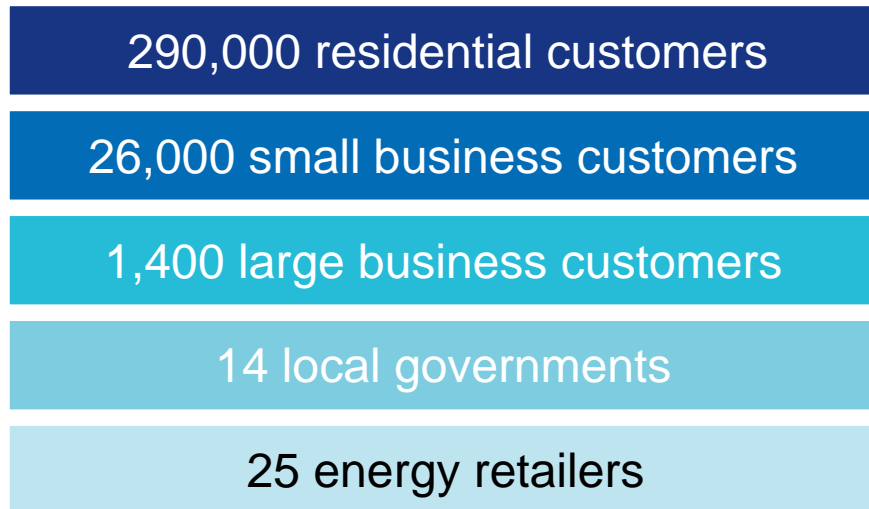 290,000 residential customers
26,000 small business customers
1,400 large business customers
14 local governments
25 energy retailers